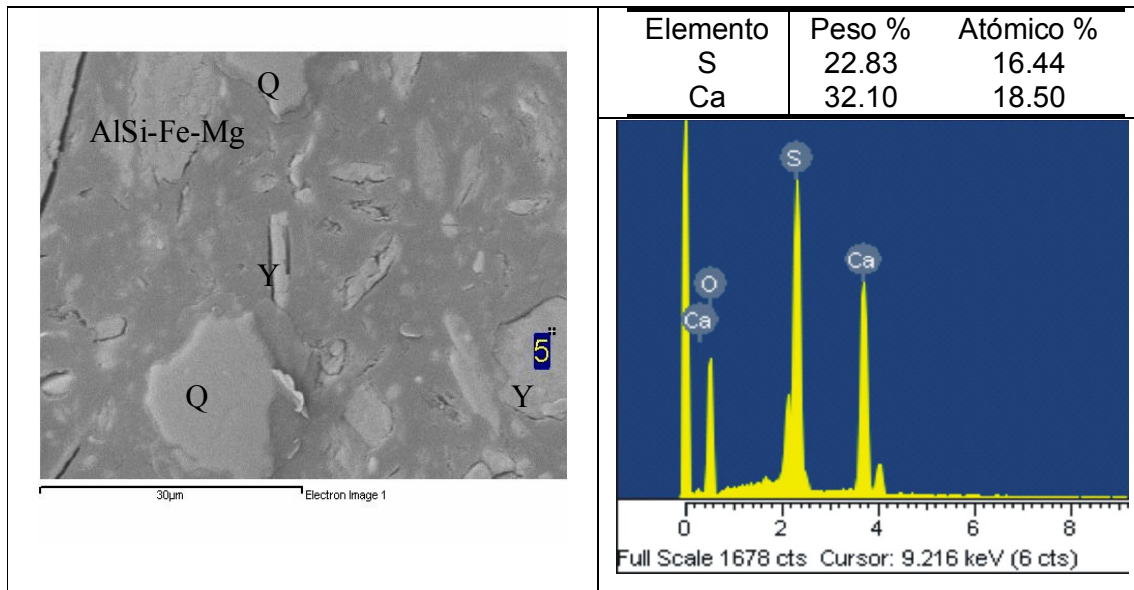 Q
AlSi-Fe-Mg
Y
5
Q
Y
30µm Electron Image 1
Elemento Peso % Atómico %
S 22.83 16.44
Ca 32.10 18.50
S
Ca
O
Ca
0 2 4 6 8
Full Scale 1678 cts Cursor: 9.216 keV (6 cts)